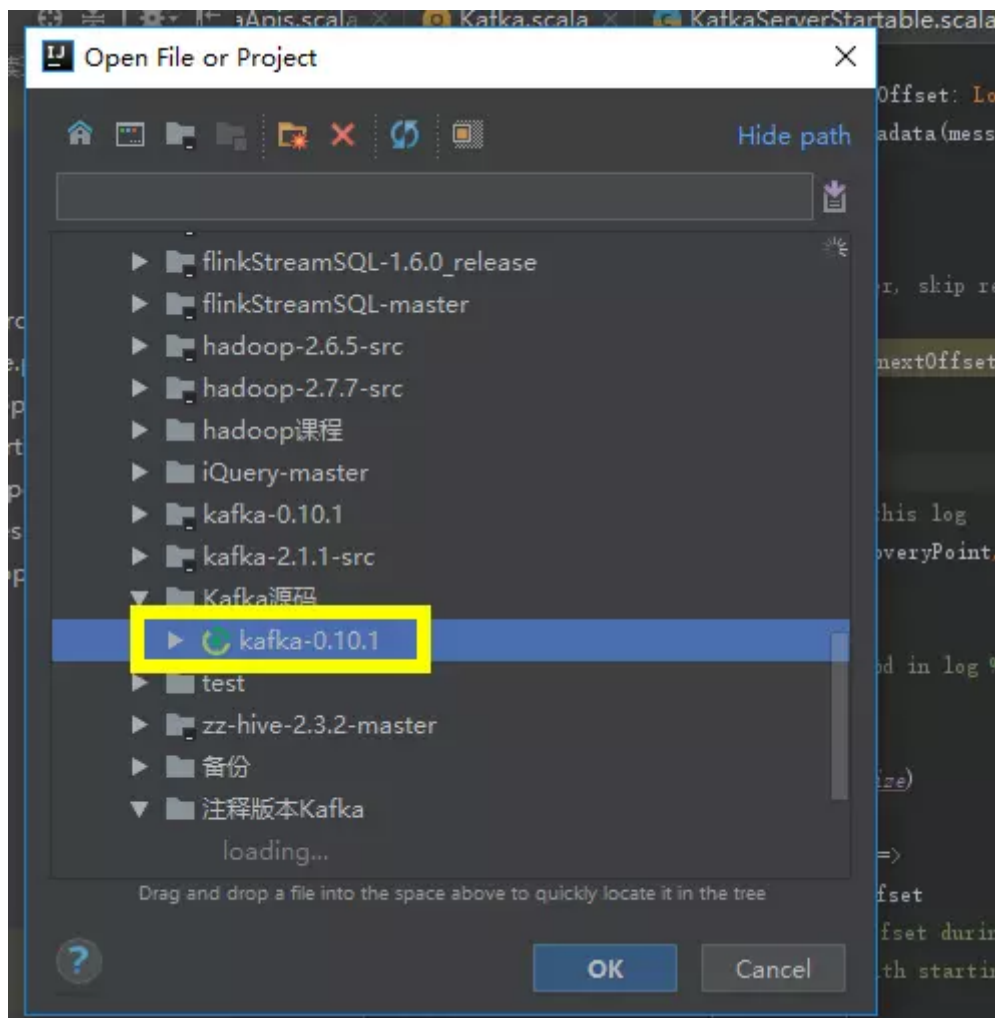 aApis.scala Kafka.scala KafkaServerStartable.scala
Open File or Project
Offset: Lo
Hide path
adata(mess
flinkStreamSQL-1.6.0_release
r, skip re
flinkStreamSQL-master
hadoop-2.6.5-src
nextOffset
hadoop-2.7.7-src
hadoop课程
iQuery-master
kafka-0.10.1
his log
kafka-2.1.1-src
overyPoint,
Kafka源码
kafka-0.10.1
d in log %
test
zz-hive-2.3.2-master
备份
ize)
注释版本Kafka
loading...
=>
Drag and drop a file into the space above to quickly locate it in the tree
fset
fset durin
?
OK
Cancel
th startin